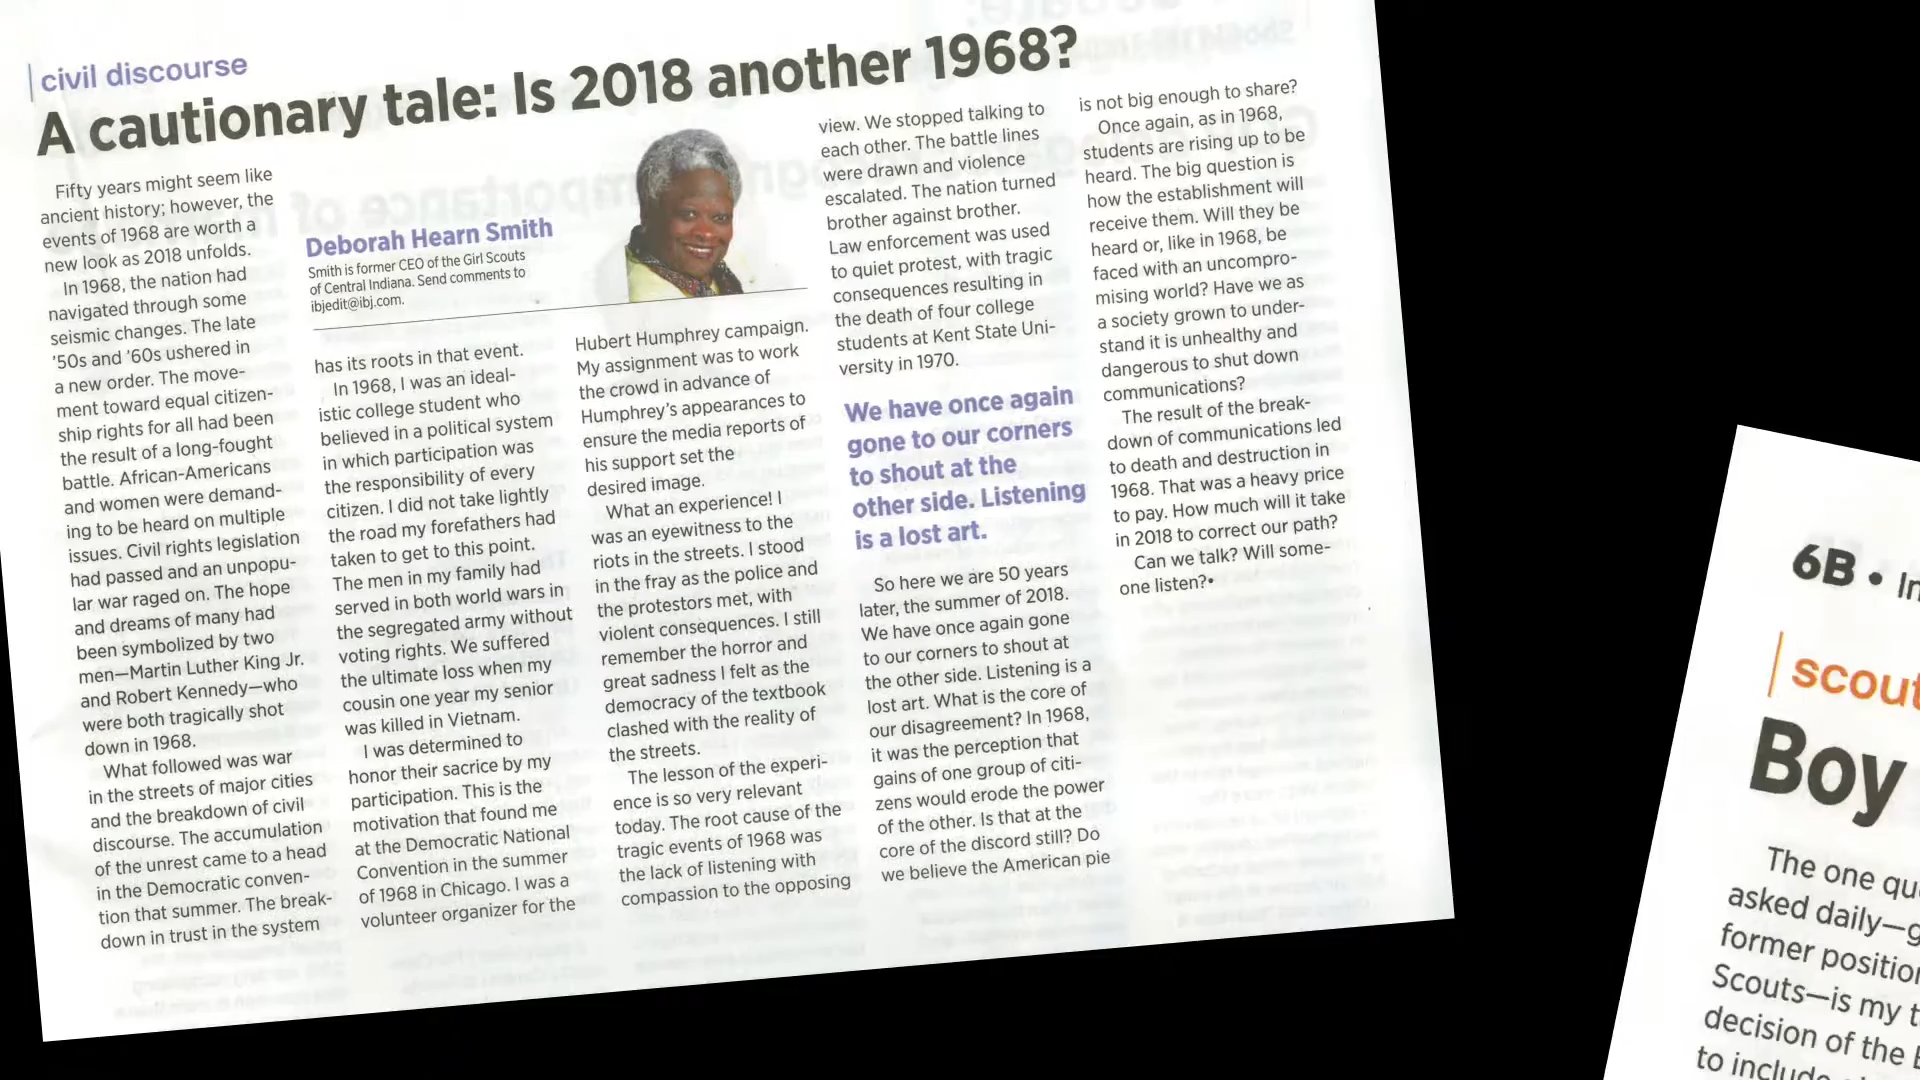 civil discourse
A cautionary tale: Is 2018 another 1968?
Fifty years might seem like
ancient history; however, the
events of 1968 are worth a
new look as 2018 unfolds.
In 1968, the nation had
navigated through some
seismic changes. The late
'50s and '60s ushered in
a new order. The move-
ment toward equal citizen-
ship rights for all had been
the result of a long-fought
battle. African-Americans
and women were demand-
ing to be heard on multiple
issues. Civil rights legislation
had passed and an unpopu-
lar war raged on. The hope
and dreams of many had
been symbolized by two
men—Martin Luther King Jr.
and Robert Kennedy—who
were both tragically shot
down in 1968.
What followed was war
in the streets of major cities
and the breakdown of civil
discourse. The accumulation
of the unrest came to a head
in the Democratic conven-
tion that summer. The break-
down in trust in the system
Deborah Hearn Smith
Smith is former CEO of the Girl Scouts
of Central Indiana. Send comments to
ibjedit@ibj.com.
has its roots in that event.
In 1968, I was an ideal-
istic college student who
believed in a political system
in which participation was
the responsibility of every
citizen. I did not take lightly
the road my forefathers had
taken to get to this point.
The men in my family had
served in both world wars in
the segregated army without
voting rights. We suffered
the ultimate loss when my
cousin one year my senior
was killed in Vietnam.
I was determined to
honor their sacrice by my
participation. This is the
motivation that found me
at the Democratic National
Convention in the summer
of 1968 in Chicago. I was a
volunteer organizer for the
Hubert Humphrey campaign.
My assignment was to work
the crowd in advance of
Humphrey's appearances to
ensure the media reports of
his support set the
desired image.
What an experience! I
was an eyewitness to the
riots in the streets. I stood
in the fray as the police and
the protestors met, with
violent consequences. I still
remember the horror and
great sadness I felt as the
democracy of the textbook
clashed with the reality of
the streets.
The lesson of the experi-
ence is so very relevant
today. The root cause of the
tragic events of 1968 was
the lack of listening with
compassion to the opposing
view. We stopped talking to
each other. The battle lines
were drawn and violence
escalated. The nation turned
brother against brother.
Law enforcement was used
to quiet protest, with tragic
consequences resulting in
the death of four college
students at Kent State Uni-
versity in 1970.
We have once again
gone to our corners
to shout at the
other side. Listening
is a lost art.
So here we are 50 years
later, the summer of 2018.
We have once again gone
to our corners to shout at
the other side. Listening is a
lost art. What is the core of
our disagreement? In 1968,
it was the perception that
gains of one group of citi-
zens would erode the power
of the other. Is that at the
core of the discord still? Do
we believe the American pie
is not big enough to share?
Once again, as in 1968,
students are rising up to be
heard. The big question is
how the establishment will
receive them. Will they be
heard or, like in 1968, be
faced with an uncompro-
mising world? Have we as
a society grown to under-
stand it is unhealthy and
dangerous to shut down
communications?
The result of the break-
down of communications led
to death and destruction in
1968. That was a heavy price
to pay. How much will it take
in 2018 to correct our path?
Can we talk? Will some-
one listen?•
6B • In
scout
Boy
The one qu
asked daily—g
former position
Scouts—is my t
decision of the B
to include